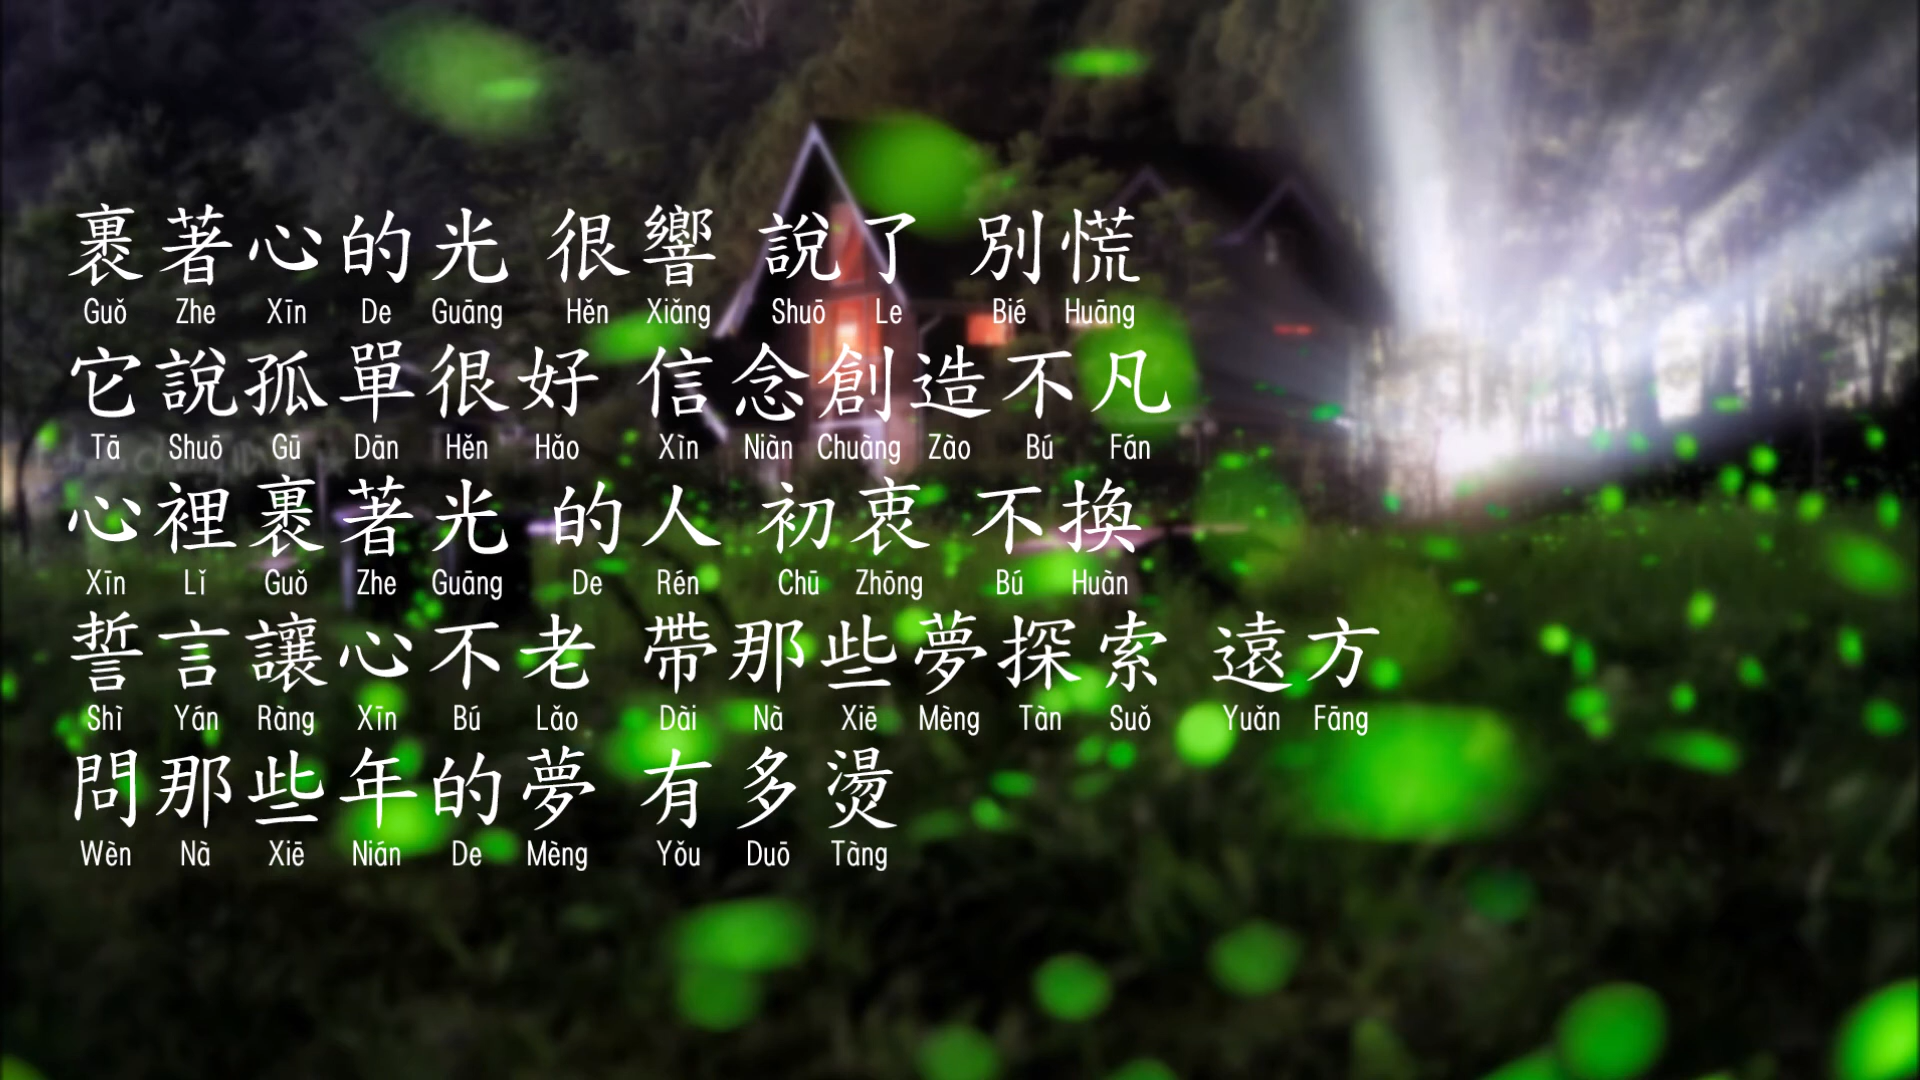 裹著心的光 很響 說了 別慌
Guǒ Zhe Xīn De Guāng Hěn Xiǎng Shuō Le Bié Huāng
它說孤單很好 信念創造不凡
Tā Shuō Gū Dān Hěn Hǎo Xìn Niàn Chuàng Zào Bú Fán
心裡裹著光 的人 初衷 不換
Xīn Lǐ Guǒ Zhe Guāng De Rén Chū Zhōng Bú Huàn
誓言讓心不老 帶那些夢探索 遠方
Shì Yán Ràng Xīn Bú Lǎo Dài Nà Xiē Mèng Tàn Suǒ Yuǎn Fāng
問那些年的夢 有多燙
Wèn Nà Xiē Nián De Mèng Yǒu Duō Tàng